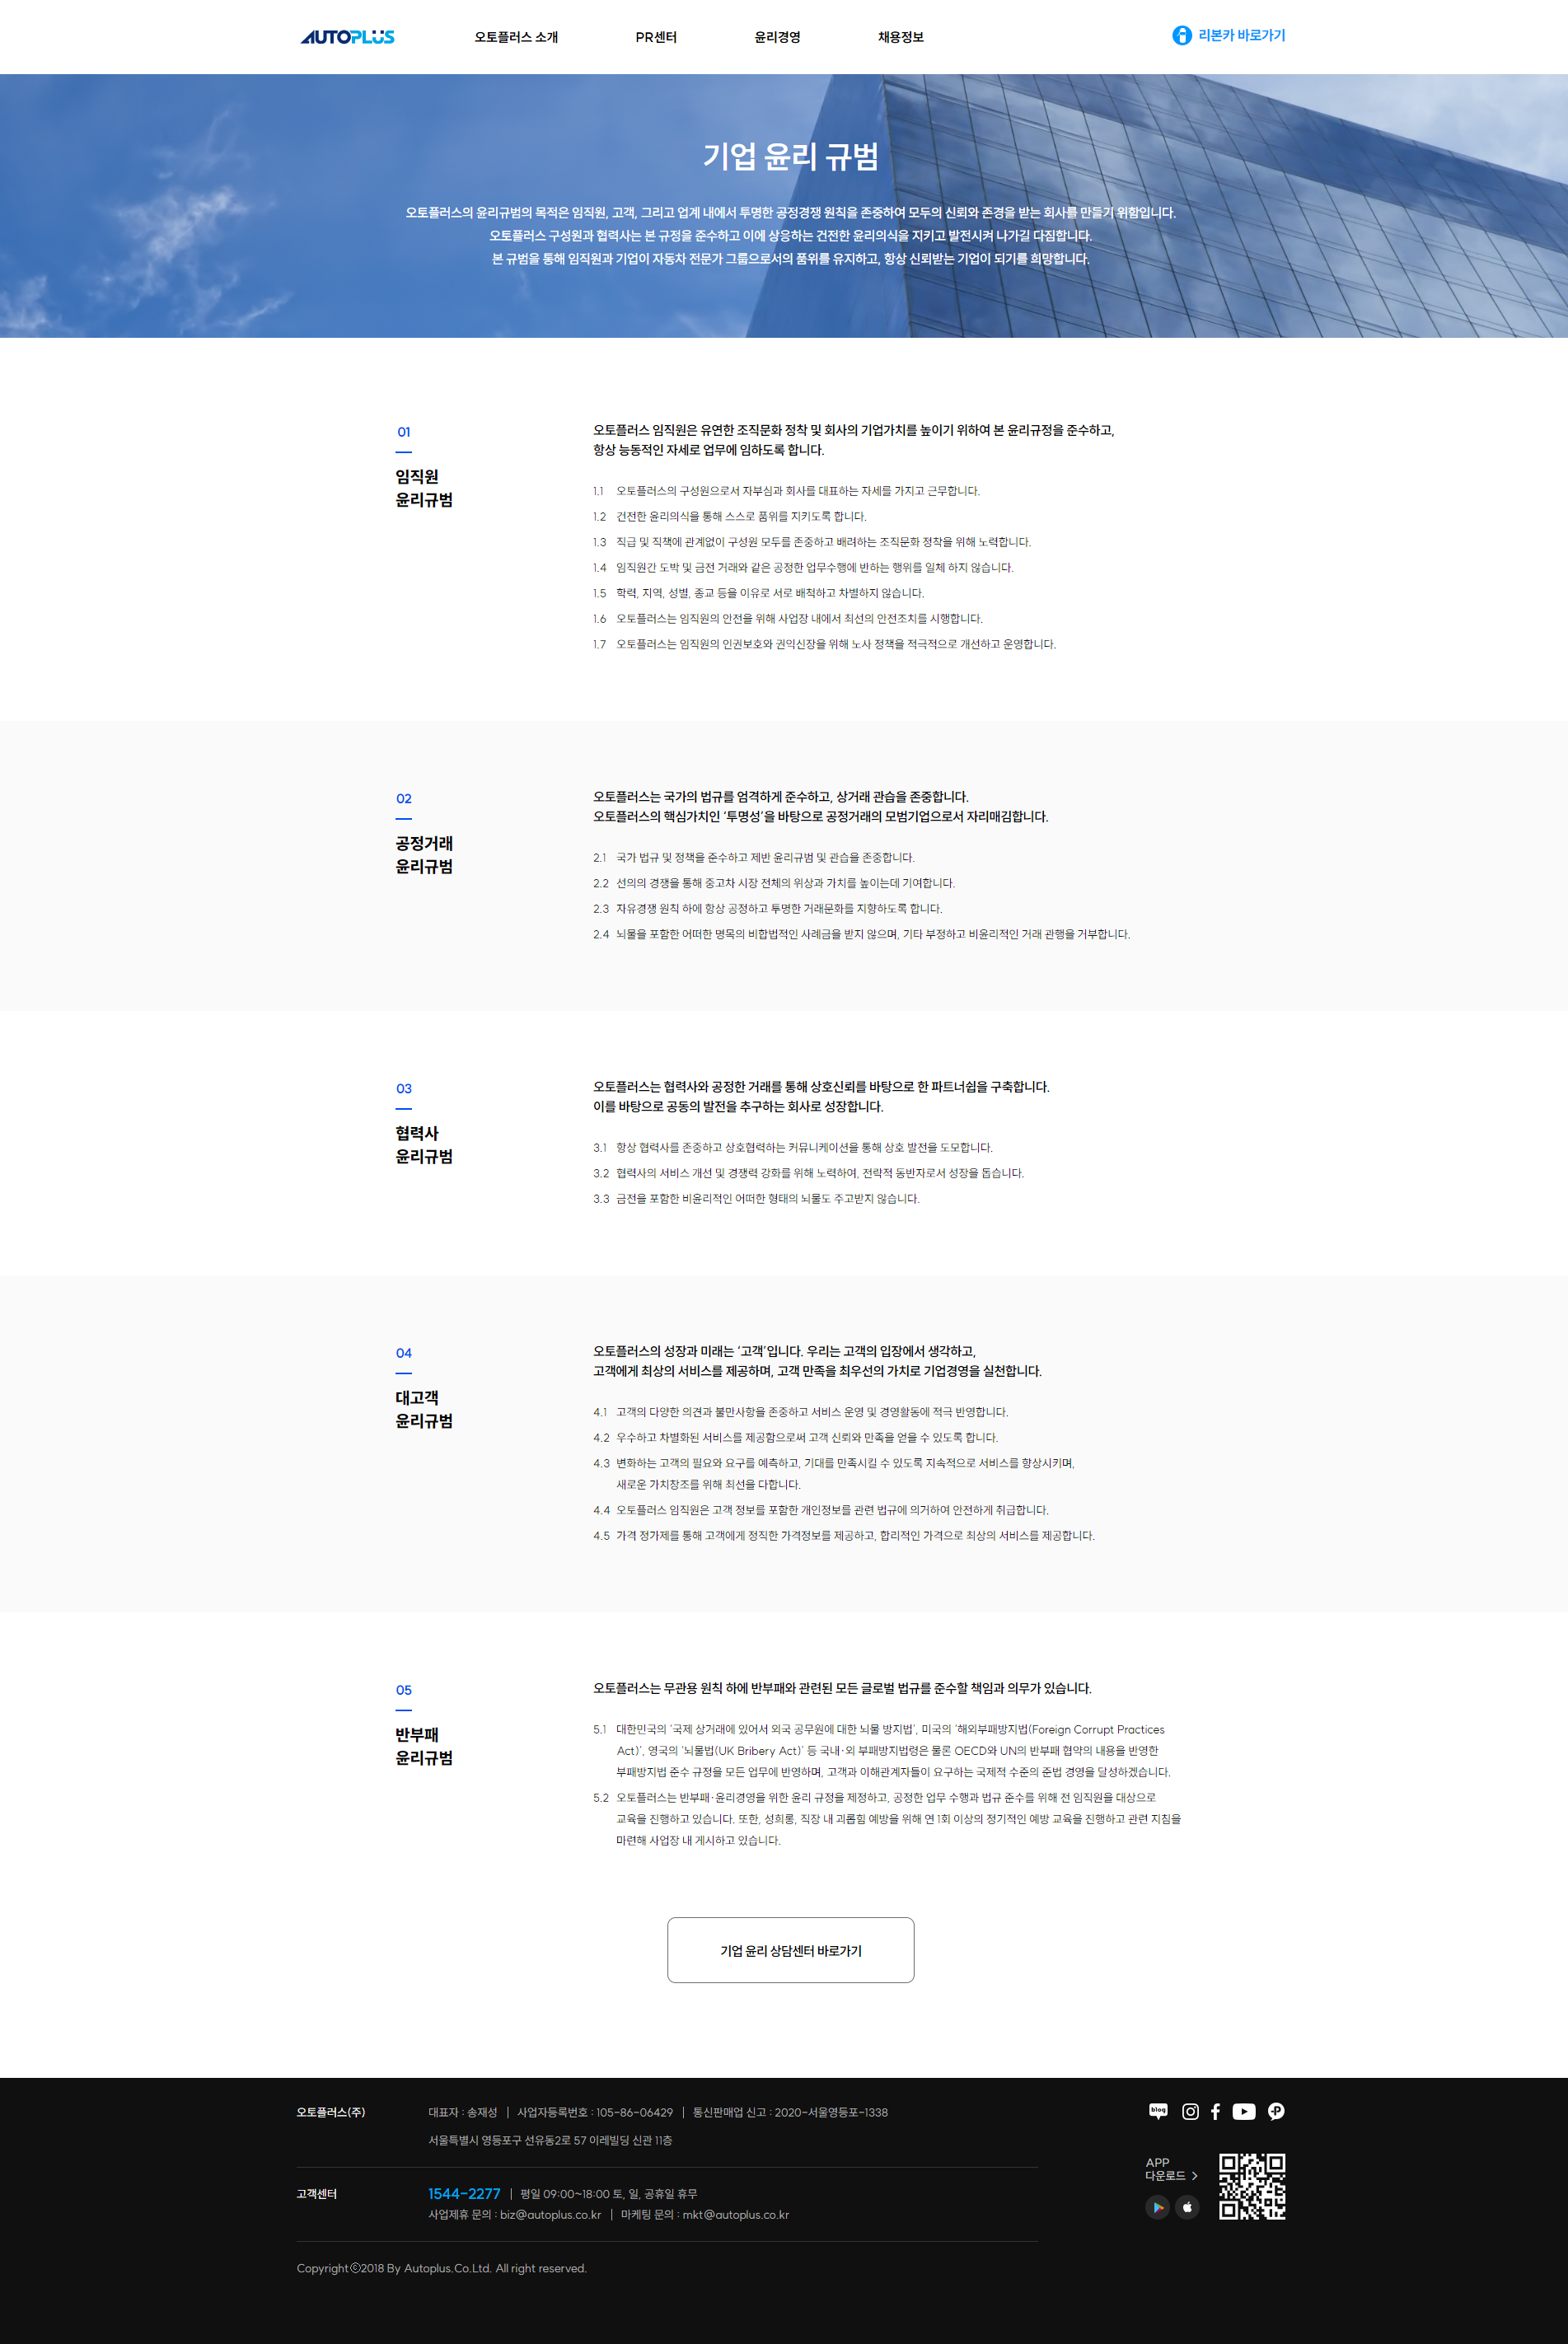 AUTOPLUS
오토플러스 소개
PR센터
윤리경영
채용정보
리본카 바로가기
기업 윤리 규범
오토플러스의 윤리규범의 목적은 임직원, 고객, 그리고 업계 내에서 투명한 공정경쟁 원칙을 존중하여 모두의 신뢰와 존경을 받는 회사를 만들기 위함입니다.
오토플러스 구성원과 협력사는 본 규정을 준수하고 이에 상응하는 건전한 윤리의식을 지키고 발전시켜 나가길 다짐합니다.
본 규범을 통해 임직원과 기업이 자동차 전문가 그룹으로서의 품위를 유지하고, 항상 신뢰받는 기업이 되기를 희망합니다.
01
임직원
윤리규범
오토플러스 임직원은 유연한 조직문화 정착 및 회사의 기업가치를 높이기 위하여 본 윤리규정을 준수하고,
항상 능동적인 자세로 업무에 임하도록 합니다.
1.1 오토플러스의 구성원으로서 자부심과 회사를 대표하는 자세를 가지고 근무합니다.
1.2 건전한 윤리의식을 통해 스스로 품위를 지키도록 합니다.
1.3 직급 및 직책에 관계없이 구성원 모두를 존중하고 배려하는 조직문화 정착을 위해 노력합니다.
1.4 임직원간 도박 및 금전 거래와 같은 공정한 업무수행에 반하는 행위를 일체 하지 않습니다.
1.5 학력, 지역, 성별, 종교 등을 이유로 서로 배척하고 차별하지 않습니다.
1.6 오토플러스는 임직원의 안전을 위해 사업장 내에서 최선의 안전조치를 시행합니다.
1.7 오토플러스는 임직원의 인권보호와 권익신장을 위해 노사 정책을 적극적으로 개선하고 운영합니다.
02
공정거래
윤리규범
오토플러스는 국가의 법규를 엄격하게 준수하고, 상거래 관습을 존중합니다.
오토플러스의 핵심가치인 ‘투명성’을 바탕으로 공정거래의 모범기업으로서 자리매김합니다.
2.1 국가 법규 및 정책을 준수하고 제반 윤리규범 및 관습을 존중합니다.
2.2 선의의 경쟁을 통해 중고차 시장 전체의 위상과 가치를 높이는데 기여합니다.
2.3 자유경쟁 원칙 하에 항상 공정하고 투명한 거래문화를 지향하도록 합니다.
2.4 뇌물을 포함한 어떠한 명목의 비합법적인 사례금을 받지 않으며, 기타 부정하고 비윤리적인 거래 관행을 거부합니다.
03
협력사
윤리규범
오토플러스는 협력사와 공정한 거래를 통해 상호신뢰를 바탕으로 한 파트너쉽을 구축합니다.
이를 바탕으로 공동의 발전을 추구하는 회사로 성장합니다.
3.1 항상 협력사를 존중하고 상호협력하는 커뮤니케이션을 통해 상호 발전을 도모합니다.
3.2 협력사의 서비스 개선 및 경쟁력 강화를 위해 노력하여, 전략적 동반자로서 성장을 돕습니다.
3.3 금전을 포함한 비윤리적인 어떠한 형태의 뇌물도 주고받지 않습니다.
04
대고객
윤리규범
오토플러스의 성장과 미래는 ‘고객’입니다. 우리는 고객의 입장에서 생각하고,
고객에게 최상의 서비스를 제공하며, 고객 만족을 최우선의 가치로 기업경영을 실천합니다.
4.1 고객의 다양한 의견과 불만사항을 존중하고 서비스 운영 및 경영활동에 적극 반영합니다.
4.2 우수하고 차별화된 서비스를 제공함으로써 고객 신뢰와 만족을 얻을 수 있도록 합니다.
4.3 변화하는 고객의 필요와 요구를 예측하고, 기대를 만족시킬 수 있도록 지속적으로 서비스를 향상시키며,
새로운 가치창조를 위해 최선을 다합니다.
4.4 오토플러스 임직원은 고객 정보를 포함한 개인정보를 관련 법규에 의거하여 안전하게 취급합니다.
4.5 가격 정가제를 통해 고객에게 정직한 가격정보를 제공하고, 합리적인 가격으로 최상의 서비스를 제공합니다.
05
반부패
윤리규범
오토플러스는 무관용 원칙 하에 반부패와 관련된 모든 글로벌 법규를 준수할 책임과 의무가 있습니다.
5.1 대한민국의 ‘국제 상거래에 있어서 외국 공무원에 대한 뇌물 방지법’, 미국의 ‘해외부패방지법(Foreign Corrupt Practices
Act)’, 영국의 ‘뇌물법(UK Bribery Act)’ 등 국내·외 부패방지법령은 물론 OECD와 UN의 반부패 협약의 내용을 반영한
부패방지법 준수 규정을 모든 업무에 반영하며, 고객과 이해관계자들이 요구하는 국제적 수준의 준법 경영을 달성하겠습니다.
5.2 오토플러스는 반부패·윤리경영을 위한 윤리 규정을 제정하고, 공정한 업무 수행과 법규 준수를 위해 전 임직원을 대상으로
교육을 진행하고 있습니다. 또한, 성희롱, 직장 내 괴롭힘 예방을 위해 연 1회 이상의 정기적인 예방 교육을 진행하고 관련 지침을
마련해 사업장 내 게시하고 있습니다.
기업 윤리 상담센터 바로가기
오토플러스(주)
대표자 : 송재성 | 사업자등록번호 : 105-86-06429 | 통신판매업 신고 : 2020-서울영등포-1338
서울특별시 영등포구 선유동2로 57 이레빌딩 신관 11층
고객센터
1544-2277 | 평일 09:00~18:00 토, 일, 공휴일 휴무
사업제휴 문의 : biz@autoplus.co.kr | 마케팅 문의 : mkt@autoplus.co.kr
Copyrightⓒ2018 By Autoplus.Co.Ltd. All right reserved.
blog
APP
다운로드 >